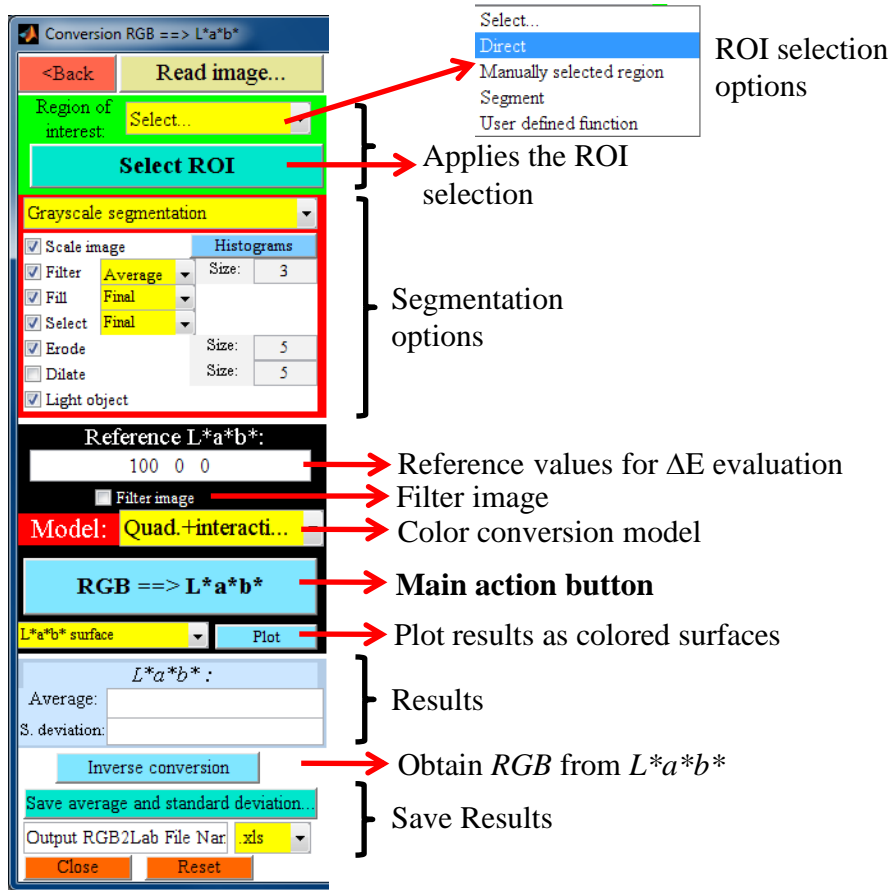 Conversion RGB ==> L*a*b*
<Back
Read image...
Region of
interest:
Select...
Select ROI
Select...
Direct
Manually selected region
Segment
User defined function
ROI selection
options
Applies the ROI
selection
Grayscale segmentation
Scale image
Histograms
Filter Average Size: 3
Fill Final
Select Final
Erode Size: 5
Dilate Size: 5
Light object
Segmentation
options
Reference L*a*b*:
100 0 0
Reference values for ΔE evaluation
Filter image
Filter image
Model: Quad.+interacti...
Color conversion model
RGB ==> L*a*b*
Main action button
L*a*b* surface
Plot
Plot results as colored surfaces
L*a*b* :
Average:
S. deviation:
Results
Inverse conversion
Obtain RGB from L*a*b*
Save average and standard deviation...
Output RGB2Lab File Nar .xls
Save Results
Close
Reset